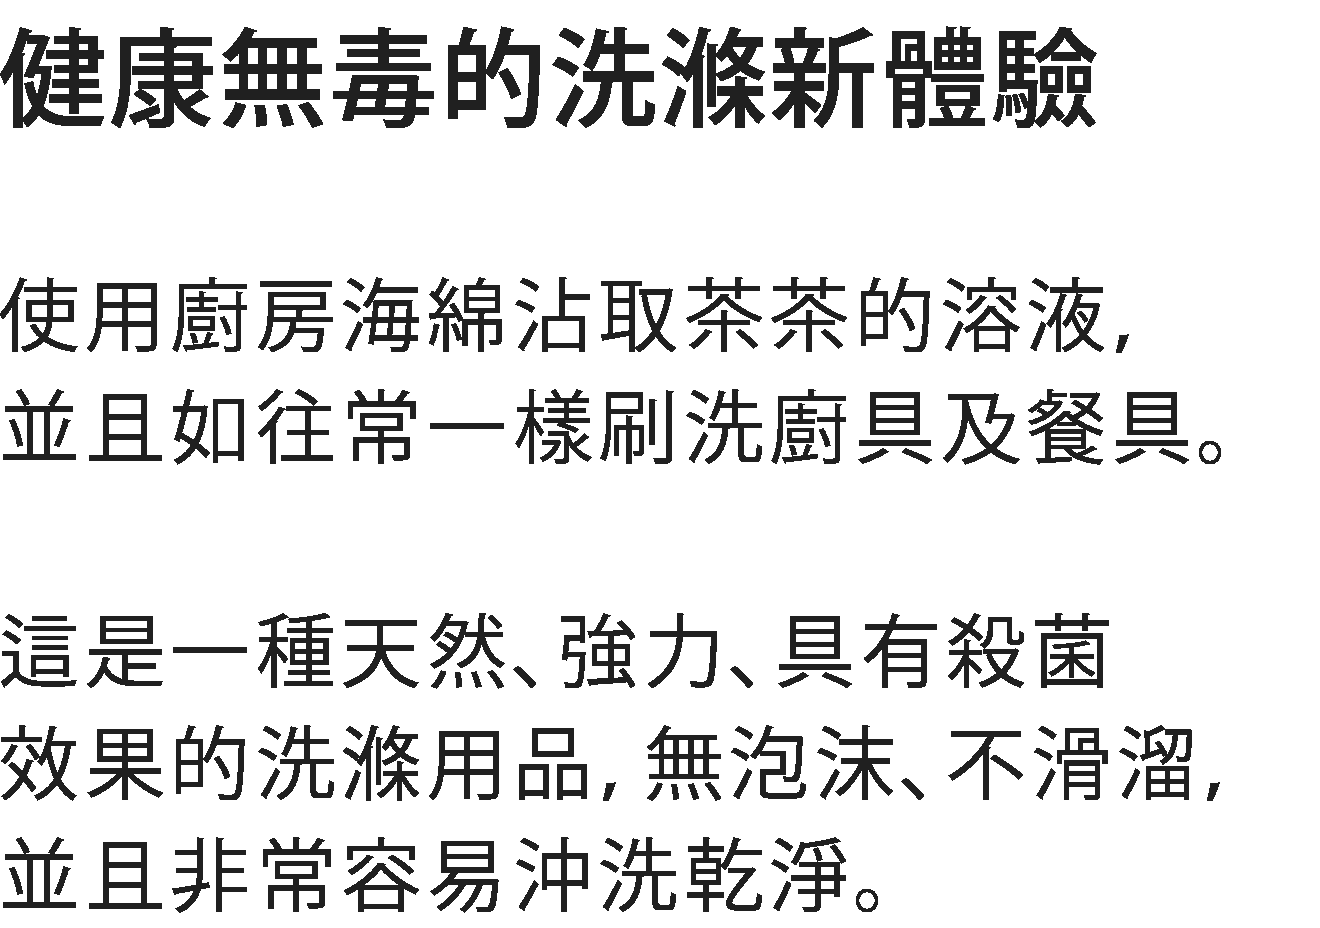 健康無毒的洗滌新體驗
使用廚房海綿沾取茶茶的溶液,
並且如往常一樣刷洗廚具及餐具。
這是一種天然、強力、具有殺菌
效果的洗滌用品, 無泡沫、不滑溜,
並且非常容易沖洗乾淨。